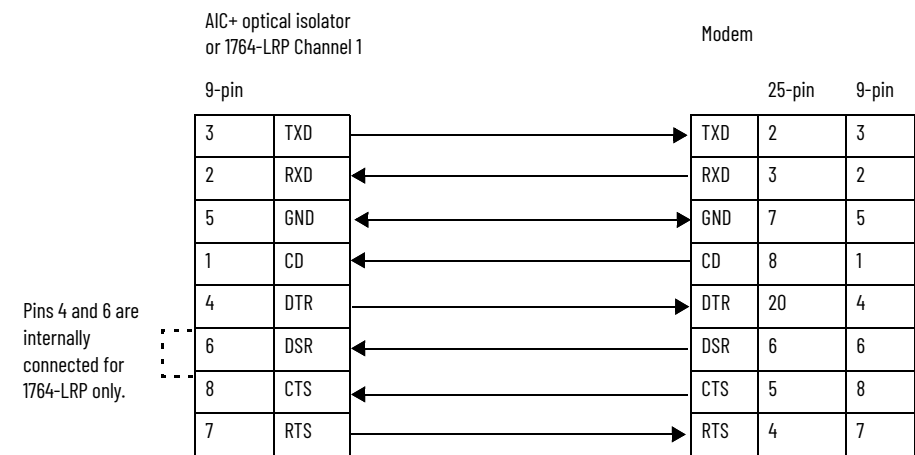 AIC+ optical isolator
or 1764-LRP Channel 1
Modem
9-pin
25-pin 9-pin
3 TXD TXD 2 3
2 RXD RXD 3 2
5 GND GND 7 5
1 CD CD 8 1
4 DTR DTR 20 4
6 DSR DSR 6 6
8 CTS CTS 5 8
7 RTS RTS 4 7
Pins 4 and 6 are
internally
connected for
1764-LRP only.